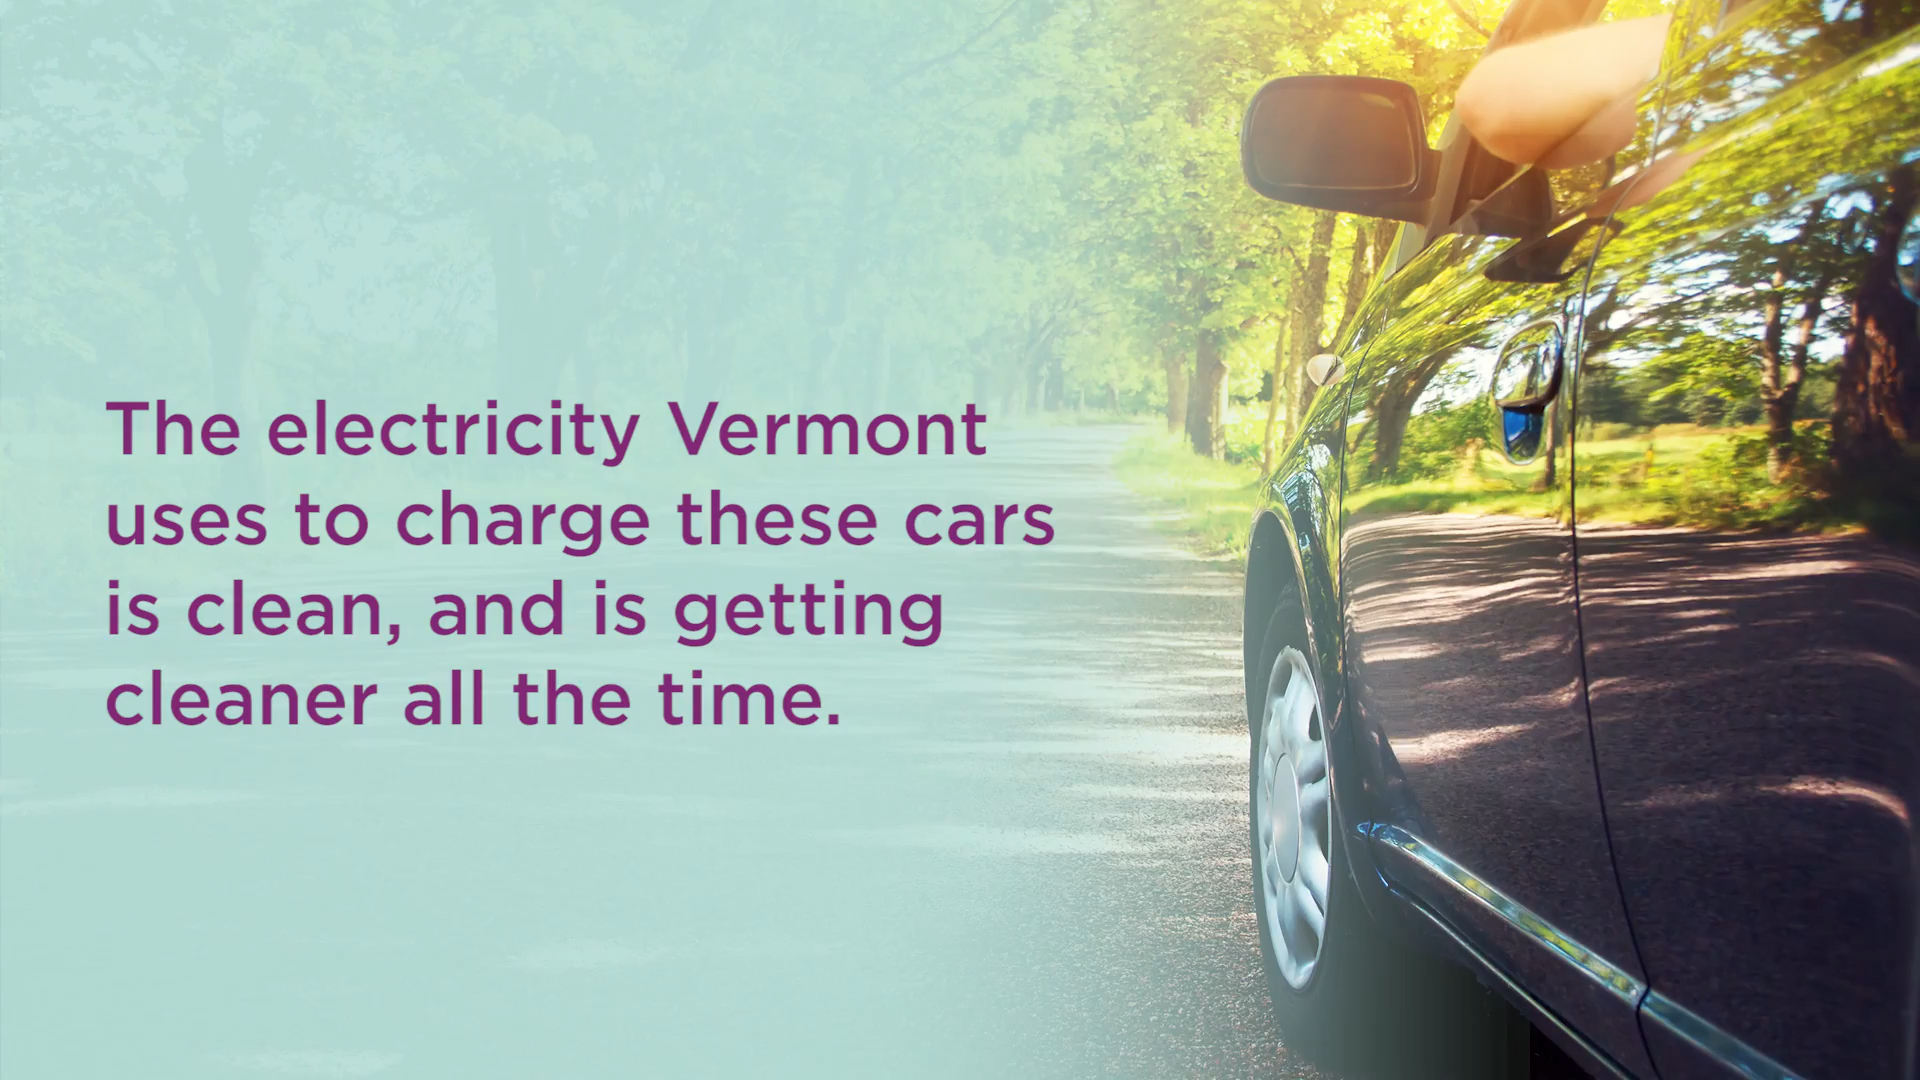 The electricity Vermont
uses to charge these cars
is clean, and is getting
cleaner all the time.